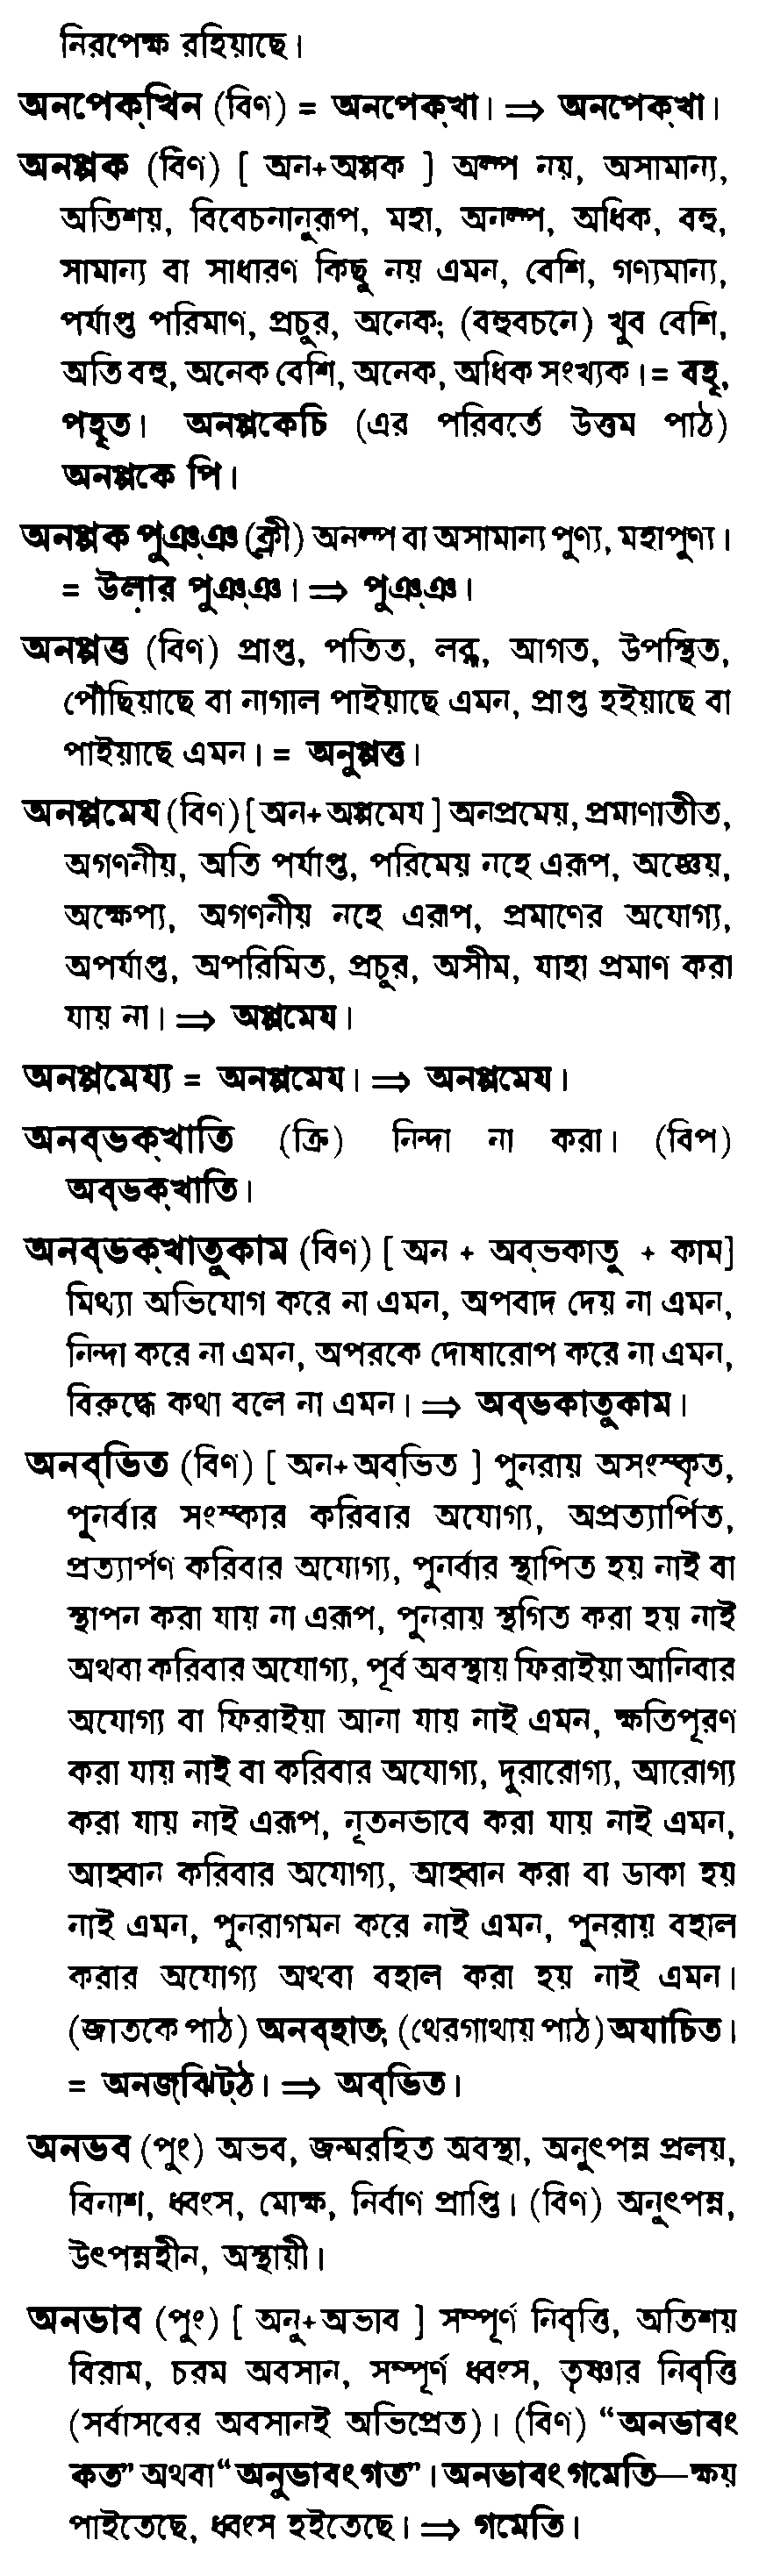 নিরপেক্ষ রহিয়াছে।
অনপেক্‌খিন (বিণ) = অনপেক্‌খা। ⇒ অনপেক্‌খা।
অনপ্পক (বিণ) [ অন+অপ্পক ] অল্প নয়, অসামান্য,
অতিশয়, বিবেচনানুরূপ, মহা, অনল্প, অধিক, বহু,
সামান্য বা সাধারণ কিছু নয় এমন, বেশি, গণ্যমান্য,
পর্যাপ্ত পরিমাণ, প্রচুর, অনেক; (বহুবচনে) খুব বেশি,
অতি বহু, অনেক বেশি, অনেক, অধিক সংখ্যক। = বহূ,
পহূত। অনপ্পকেচি (এর পরিবর্তে উত্তম পাঠ)
অনপ্পকে পি।
অনপ্পক পুঞ্‌ঞ (ক্লী) অনল্প বা অসামান্য পুণ্য, মহাপুণ্য।
= উল়ার পুঞ্‌ঞ। ⇒ পুঞ্‌ঞ।
অনপ্পত্ত (বিণ) প্রাপ্ত, পতিত, লব্ধ, আগত, উপস্থিত,
পৌঁছিয়াছে বা নাগাল পাইয়াছে এমন, প্রাপ্ত হইয়াছে বা
পাইয়াছে এমন। = অনুপ্পত্ত।
অনপ্পমেয (বিণ) [ অন+ অপ্পমেয ] অনপ্রমেয়, প্রমাণাতীত,
অগণনীয়, অতি পর্যাপ্ত, পরিমেয় নহে এরূপ, অজ্ঞেয়,
অক্ষেপ্য, অগণনীয় নহে এরূপ, প্রমাণের অযোগ্য,
অপর্যাপ্ত, অপরিমিত, প্রচুর, অসীম, যাহা প্রমাণ করা
যায় না। ⇒ অপ্পমেয।
অনপ্পমেয্য = অনপ্পমেয। ⇒ অনপ্পমেয।
অনব্‌ভক্‌খাতি (ক্রি) নিন্দা না করা। (বিপ)
অব্‌ভক্‌খাতি।
অনব্‌ভক্‌খাতুকাম (বিণ) [ অন + অব্‌ভকাতু + কাম]
মিথ্যা অভিযোগ করে না এমন, অপবাদ দেয় না এমন,
নিন্দা করে না এমন, অপরকে দোষারোপ করে না এমন,
বিরুদ্ধে কথা বলে না এমন। ⇒ অব্‌ভকাতুকাম।
অনব্‌ভিত (বিণ) [ অন+ অব্‌ভিত ] পুনরায় অসংস্কৃত,
পুনর্বার সংস্কার করিবার অযোগ্য, অপ্রত্যার্পিত,
প্রত্যার্পণ করিবার অযোগ্য, পুনর্বার স্থাপিত হয় নাই বা
স্থাপন করা যায় না এরূপ, পুনরায় স্থগিত করা হয় নাই
অথবা করিবার অযোগ্য, পূর্ব অবস্থায় ফিরাইয়া আনিবার
অযোগ্য বা ফিরাইয়া আনা যায় নাই এমন, ক্ষতিপূরণ
করা যায় নাই বা করিবার অযোগ্য, দুরারোগ্য, আরোগ্য
করা যায় নাই এরূপ, নূতনভাবে করা যায় নাই এমন,
আহ্বান করিবার অযোগ্য, আহ্বান করা বা ডাকা হয়
নাই এমন, পুনরাগমন করে নাই এমন, পুনরায় বহাল
করার অযোগ্য অথবা বহাল করা হয় নাই এমন।
(জাতকে পাঠ) অনব্‌হাত; (থেরগাথায় পাঠ) অযাচিত।
= অনজ্‌ঝিট্‌ঠ। ⇒ অব্‌ভিত।
অনভব (পুং) অভব, জন্মরহিত অবস্থা, অনুৎপন্ন প্রলয়,
বিনাশ, ধ্বংস, মোক্ষ, নির্বাণ প্রাপ্তি। (বিণ) অনুৎপন্ন,
উৎপন্নহীন, অস্থায়ী।
অনভাব (পুং) [ অনু+অভাব ] সম্পূর্ণ নিবৃত্তি, অতিশয়
বিরাম, চরম অবসান, সম্পূর্ণ ধ্বংস, তৃষ্ণার নিবৃত্তি
(সর্বাসবের অবসানই অভিপ্রেত)। (বিণ) “অনভাবং
কত” অথবা “অনুভাবংগত”। অনভাবং গমেতি—ক্ষয়
পাইতেছে, ধ্বংস হইতেছে। ⇒ গমেতি।